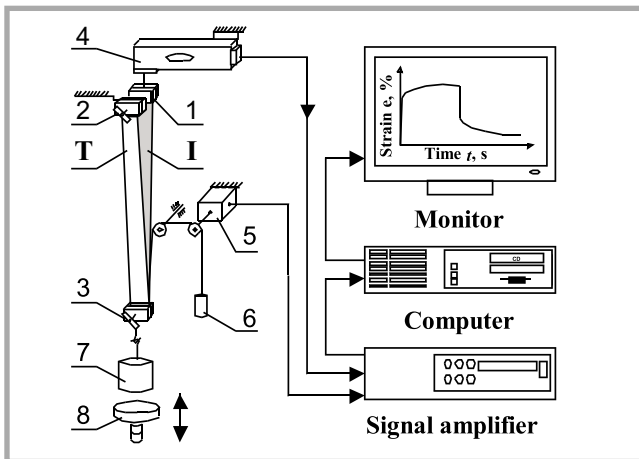 4
2
1
T
I
5
3
6
7
8
Strain e, %
Time t, s
Monitor
CD
Computer
Signal amplifier